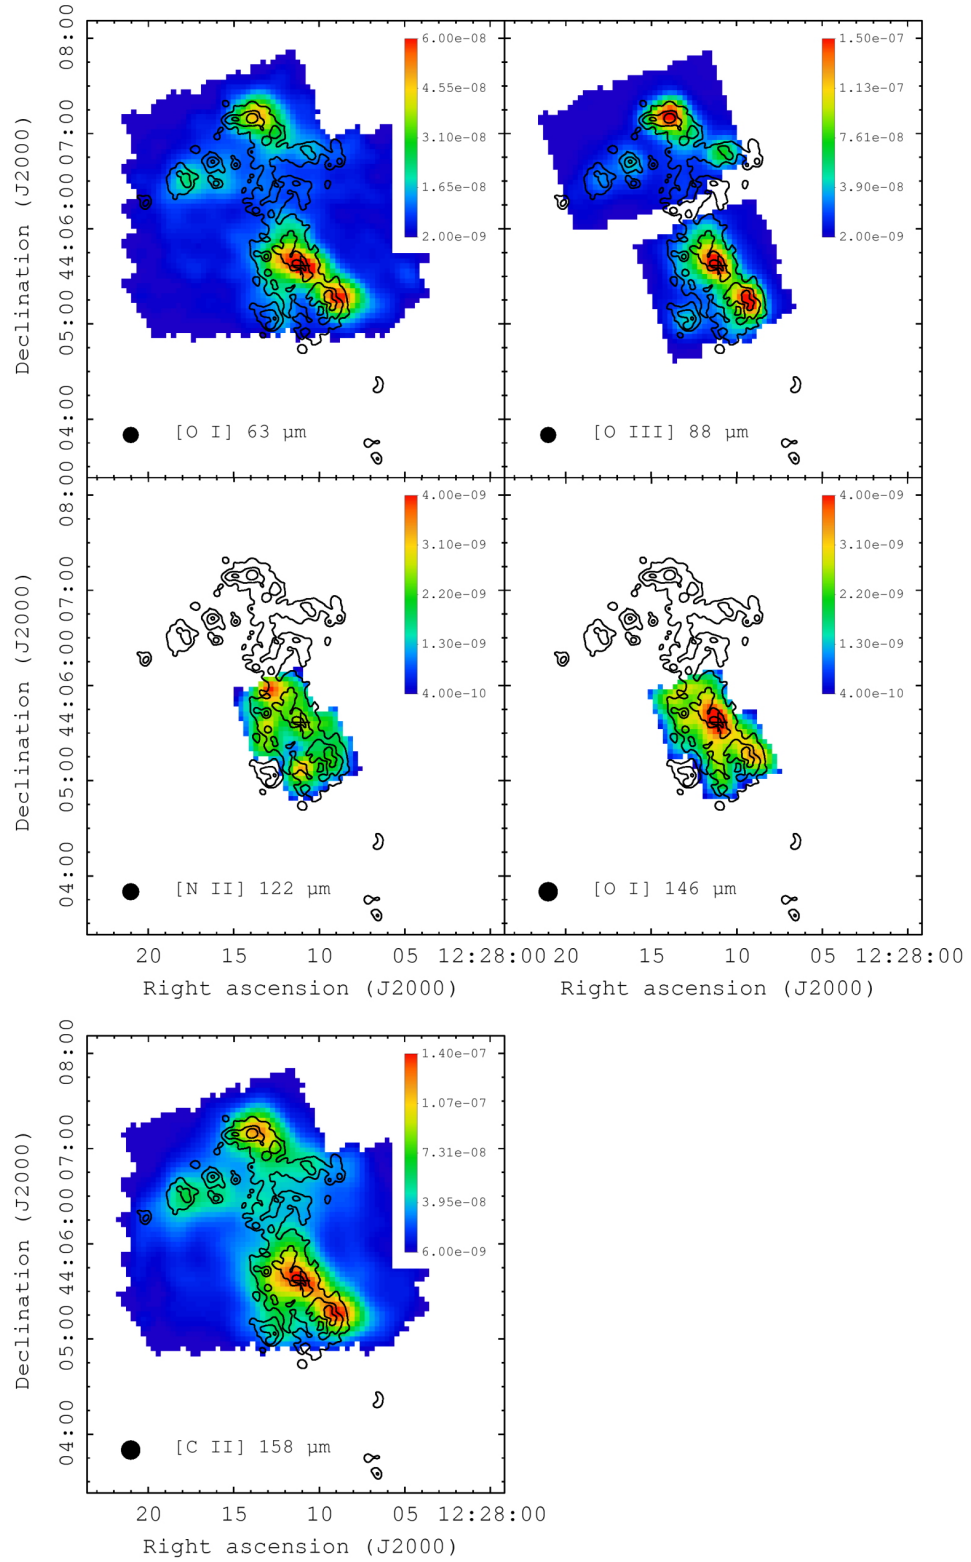 Declination (J2000)
08:00
07:00
44:06:00
05:00
04:00
6.00e-08
4.55e-08
3.10e-08
1.65e-08
2.00e-09
[O I] 63 µm
1.50e-07
1.13e-07
7.61e-08
3.90e-08
2.00e-09
[O III] 88 µm
Declination (J2000)
08:00
07:00
44:06:00
05:00
04:00
03:00
4.00e-09
3.10e-09
2.20e-09
1.30e-09
4.00e-10
[N II] 122 µm
4.00e-09
3.10e-09
2.20e-09
1.30e-09
4.00e-10
[O I] 146 µm
20 15 10 05 12:28:00 20 15 10 05 12:28:00
Right ascension (J2000) Right ascension (J2000)
Declination (J2000)
08:00
07:00
44:06:00
05:00
04:00
1.40e-07
1.07e-07
7.31e-08
3.95e-08
6.00e-09
[C II] 158 µm
20 15 10 05 12:28:00
Right ascension (J2000)